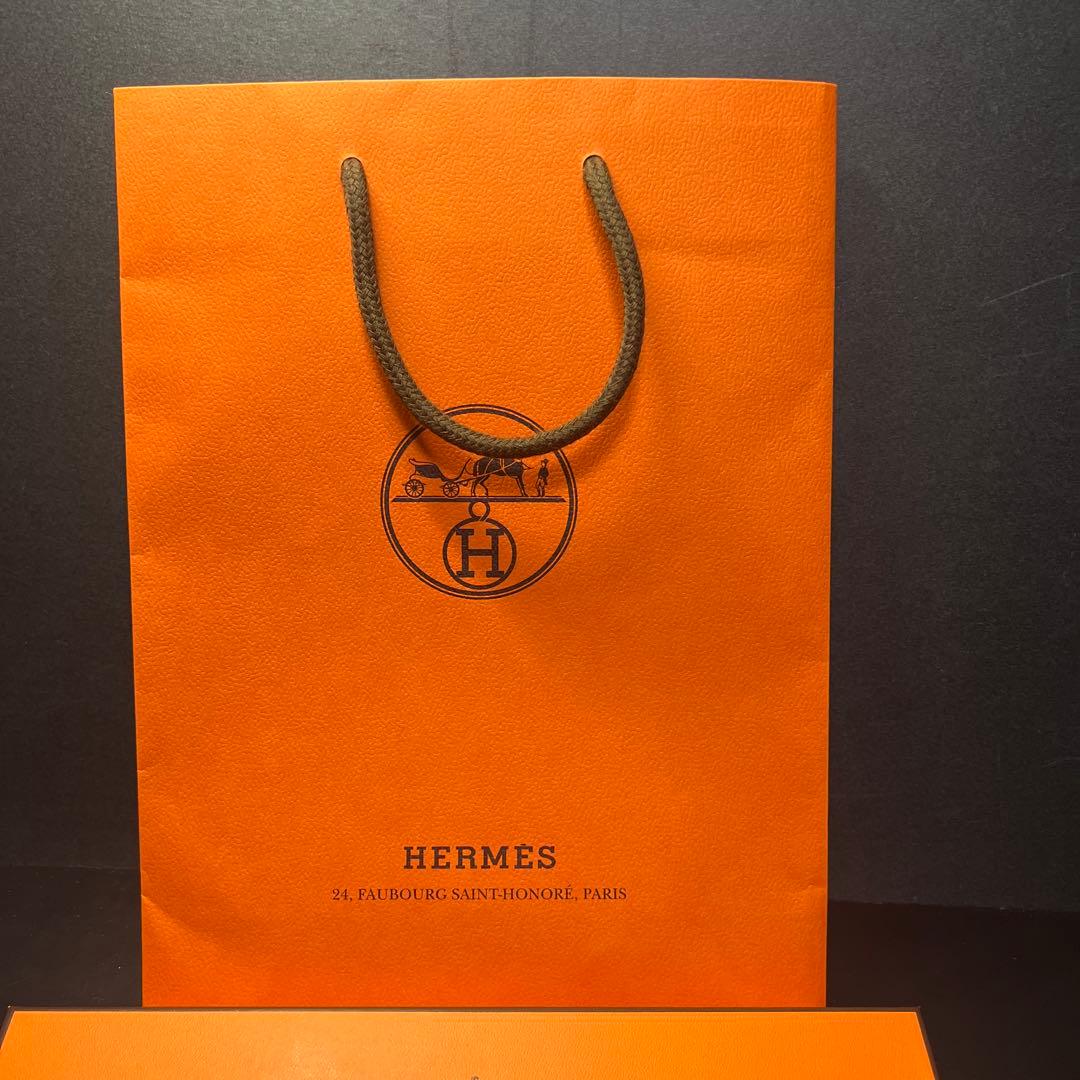 H
HERMÈS
24, FAUBOURG SAINT-HONORÉ, PARIS